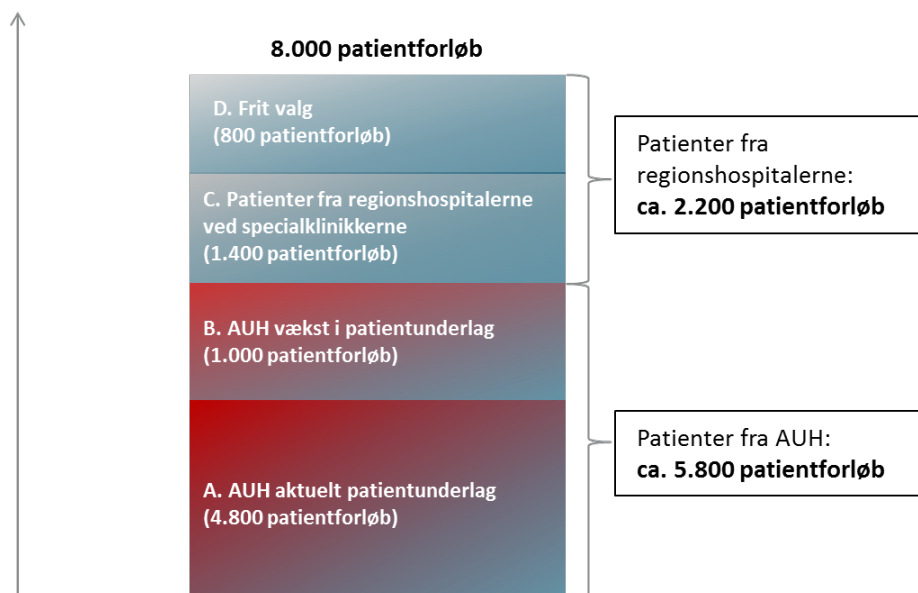 8.000 patientforløb
D. Frit valg
(800 patientforløb)
C. Patienter fra regionshospitalerne
ved specialklinikkerne
(1.400 patientforløb)
B. AUH vækst i patientunderlag
(1.000 patientforløb)
A. AUH aktuelt patientunderlag
(4.800 patientforløb)
Patienter fra
regionshospitalerne:
ca. 2.200 patientforløb
Patienter fra AUH:
ca. 5.800 patientforløb